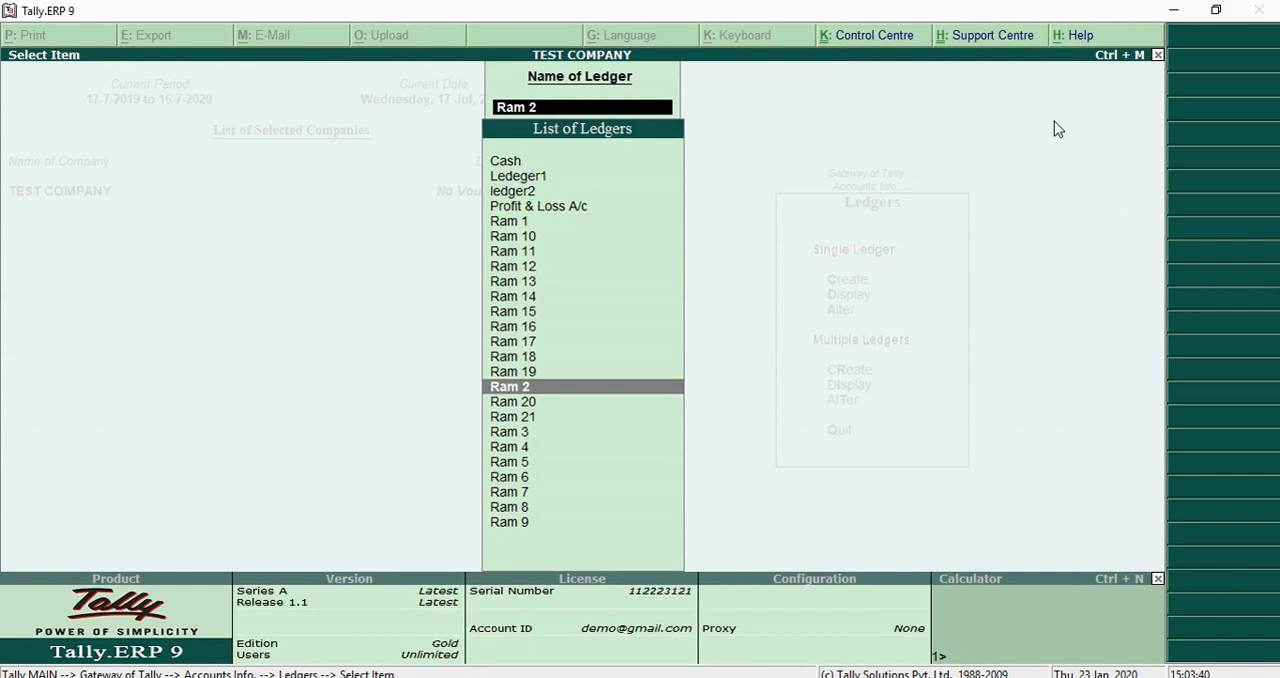 Tally.ERP 9
P: Print
E: Export
M: E-Mail
O: Upload
G: Language
K: Keyboard
K: Control Centre
H: Support Centre
H: Help
Select Item
TEST COMPANY
Ctrl + M
Current Period
17-7-2019 to 16-7-2020
Current Date
Wednesday, 17 Jul, 2
List of Selected Companies
Name of Company
TEST COMPANY
No Vou
Name of Ledger
Ram 2
List of Ledgers
Cash
Ledeger1
ledger2
Profit & Loss A/c
Ram 1
Ram 10
Ram 11
Ram 12
Ram 13
Ram 14
Ram 15
Ram 16
Ram 17
Ram 18
Ram 19
Ram 2
Ram 20
Ram 21
Ram 3
Ram 4
Ram 5
Ram 6
Ram 7
Ram 8
Ram 9
Gateway of Tally ...
Accounts Info. ...
Ledgers
Single Ledger
Create
Display
Alter
Multiple Ledgers
CReate
DIsplay
AlTer
Quit
Product
Tally
POWER OF SIMPLICITY
Tally.ERP 9
Version
Series A Latest
Release 1.1 Latest
Edition Gold
Users Unlimited
License
Serial Number 112223121
Account ID demo@gmail.com
Configuration
Proxy None
Calculator
Ctrl + N
1>
Tally MAIN --> Gateway of Tally --> Accounts Info. --> Ledgers --> Select Item
(c) Tally Solutions Pvt. Ltd., 1988-2009
Thu, 23 Jan, 2020
15:03:40